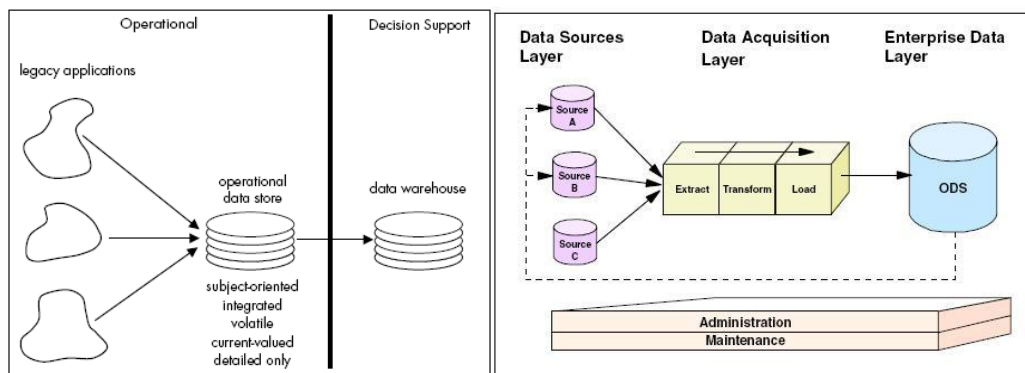 Operational
Decision Support
legacy applications
operational
data store
data warehouse
subject-oriented
integrated
volatile
current-valued
detailed only
Data Sources
Layer
Data Acquisition
Layer
Enterprise Data
Layer
Source
A
Source
B
Source
C
Extract
Transform
Load
ODS
Administration
Maintenance